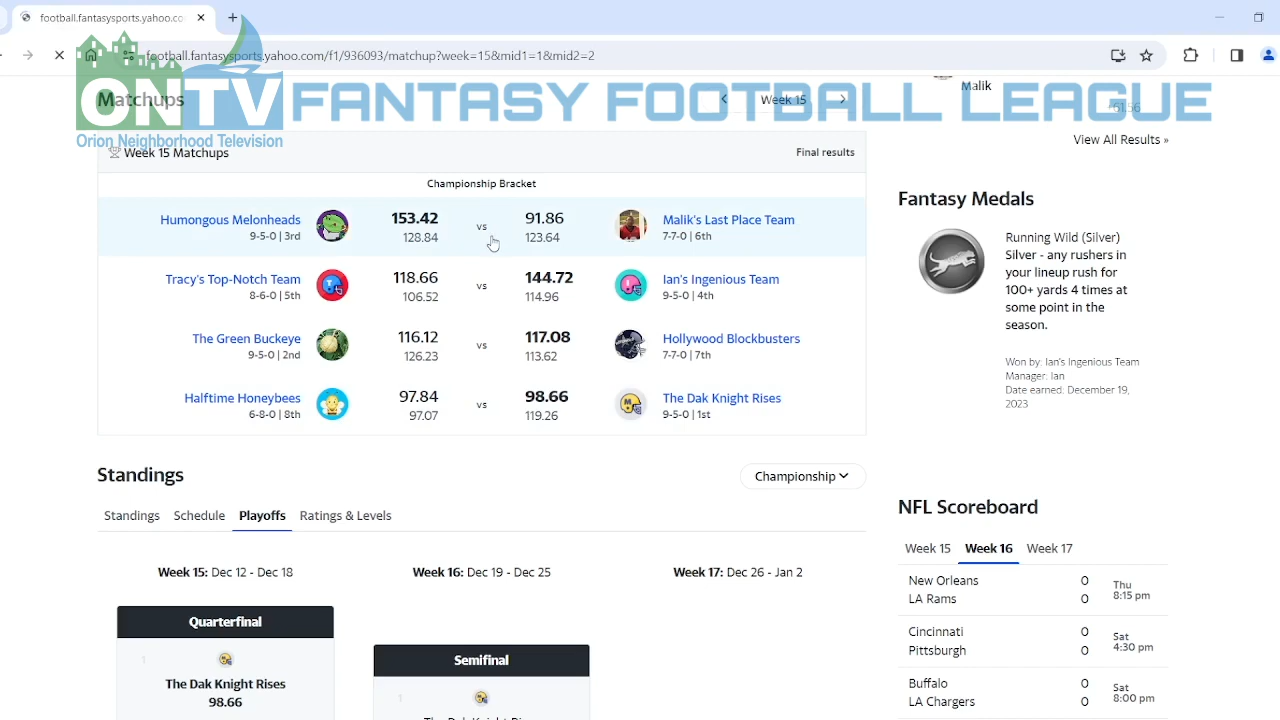 football.fantasysports.yahoo.co
football.fantasysports.yahoo.com/f1/936093/matchup?week=15&mid1=1&mid2=2
ONTV FANTASY FOOTBALL LEAGUE
Orion Neighborhood Television
Matchups
Week 15
Malik
61.56
View All Results »
Week 15 Matchups
Final results
Championship Bracket
Humongous Melonheads 153.42 vs 91.86 Malik's Last Place Team
9-5-0 | 3rd 128.84 123.64 7-7-0 | 6th
Tracy's Top-Notch Team 118.66 vs 144.72 Ian's Ingenious Team
8-6-0 | 5th 106.52 114.96 9-5-0 | 4th
The Green Buckeye 116.12 vs 117.08 Hollywood Blockbusters
9-5-0 | 2nd 126.23 113.62 7-7-0 | 7th
Halftime Honeybees 97.84 vs 98.66 The Dak Knight Rises
6-8-0 | 8th 97.07 119.26 9-5-0 | 1st
Fantasy Medals
Running Wild (Silver)
Silver - any rushers in
your lineup rush for
100+ yards 4 times at
some point in the
season.
Won by: Ian's Ingenious Team
Manager: Ian
Date earned: December 19,
2023
Standings
Championship
Standings Schedule Playoffs Ratings & Levels
Week 15: Dec 12 - Dec 18 Week 16: Dec 19 - Dec 25 Week 17: Dec 26 - Jan 2
Quarterfinal
1
The Dak Knight Rises
98.66
Semifinal
1
The Dak Knight Rises
NFL Scoreboard
Week 15 Week 16 Week 17
New Orleans 0
LA Rams 0
Thu
8:15 pm
Cincinnati 0
Pittsburgh 0
Sat
4:30 pm
Buffalo 0
LA Chargers 0
Sat
8:00 pm